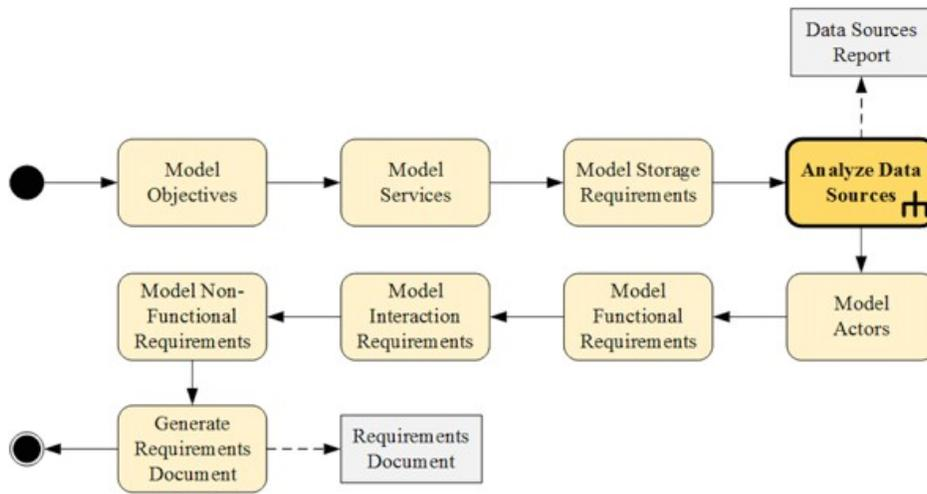 Data Sources
Report
Model
Objectives
Model
Services
Model Storage
Requirements
Analyze Data
Sources
Model Non-
Functional
Requirements
Model
Interaction
Requirements
Model
Functional
Requirements
Model
Actors
Generate
Requirements
Document
Requirements
Document